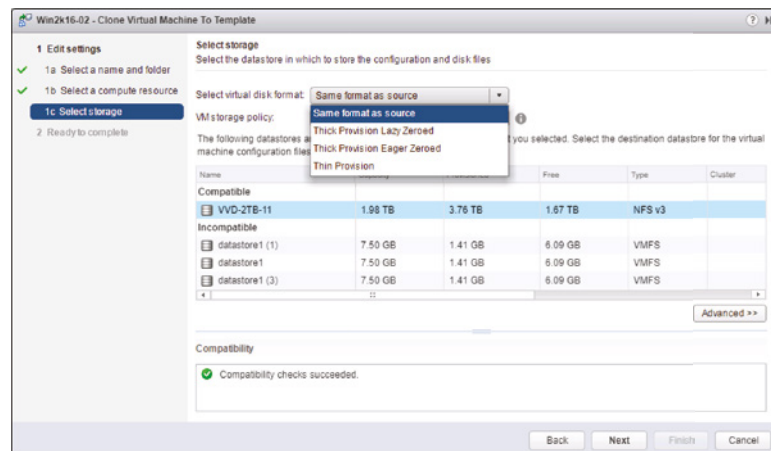 Win2k16-02 - Clone Virtual Machine To Template
1 Edit settings
1a Select a name and folder
1b Select a compute resource
1c Select storage
2 Ready to complete
Select storage
Select the datastore in which to store the configuration and disk files
Select virtual disk format: Same format as source
Same format as source
Thick Provision Lazy Zeroed
Thick Provision Eager Zeroed
Thin Provision
VM storage policy:
The following datastores a t you selected. Select the destination datastore for the virtual
machine configuration files
Name Free Type Cluster
Compatible
VVD-2TB-11 1.98 TB 3.76 TB 1.67 TB NFS v3
Incompatible
datastore1 (1) 7.50 GB 1.41 GB 6.09 GB VMFS
datastore1 7.50 GB 1.41 GB 6.09 GB VMFS
datastore1 (3) 7.50 GB 1.41 GB 6.09 GB VMFS
Advanced >>
Compatibility
Compatibility checks succeeded.
Back Next Finish Cancel